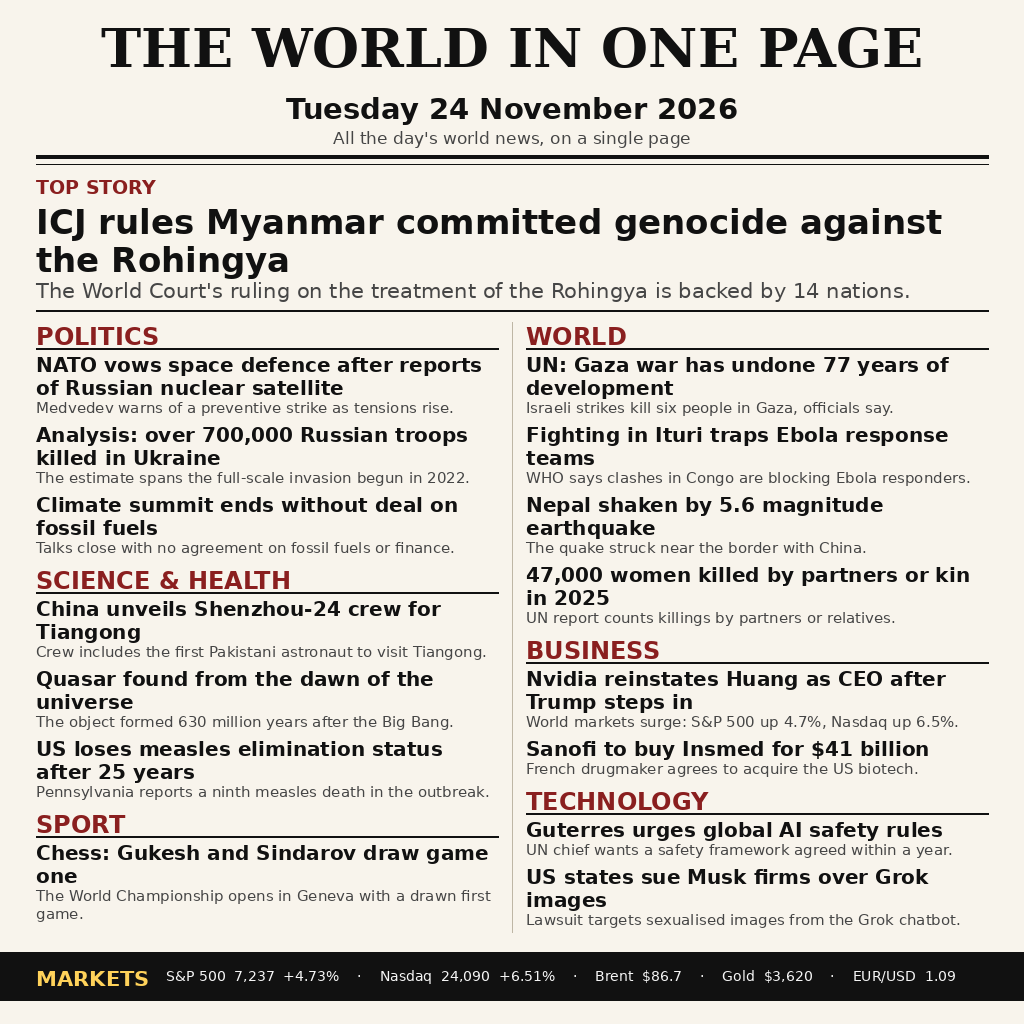 THE WORLD IN ONE PAGE
Tuesday 24 November 2026
All the day's world news, on a single page
TOP STORY
ICJ rules Myanmar committed genocide against
the Rohingya
The World Court's ruling on the treatment of the Rohingya is backed by 14 nations.
POLITICS
NATO vows space defence after reports
of Russian nuclear satellite
Medvedev warns of a preventive strike as tensions rise.
Analysis: over 700,000 Russian troops
killed in Ukraine
The estimate spans the full-scale invasion begun in 2022.
Climate summit ends without deal on
fossil fuels
Talks close with no agreement on fossil fuels or finance.
SCIENCE & HEALTH
China unveils Shenzhou-24 crew for
Tiangong
Crew includes the first Pakistani astronaut to visit Tiangong.
Quasar found from the dawn of the
universe
The object formed 630 million years after the Big Bang.
US loses measles elimination status
after 25 years
Pennsylvania reports a ninth measles death in the outbreak.
SPORT
Chess: Gukesh and Sindarov draw game
one
The World Championship opens in Geneva with a drawn first
game.
WORLD
UN: Gaza war has undone 77 years of
development
Israeli strikes kill six people in Gaza, officials say.
Fighting in Ituri traps Ebola response
teams
WHO says clashes in Congo are blocking Ebola responders.
Nepal shaken by 5.6 magnitude
earthquake
The quake struck near the border with China.
47,000 women killed by partners or kin
in 2025
UN report counts killings by partners or relatives.
BUSINESS
Nvidia reinstates Huang as CEO after
Trump steps in
World markets surge: S&P 500 up 4.7%, Nasdaq up 6.5%.
Sanofi to buy Insmed for $41 billion
French drugmaker agrees to acquire the US biotech.
TECHNOLOGY
Guterres urges global AI safety rules
UN chief wants a safety framework agreed within a year.
US states sue Musk firms over Grok
images
Lawsuit targets sexualised images from the Grok chatbot.
MARKETS S&P 500 7,237 +4.73% · Nasdaq 24,090 +6.51% · Brent $86.7 · Gold $3,620 · EUR/USD 1.09